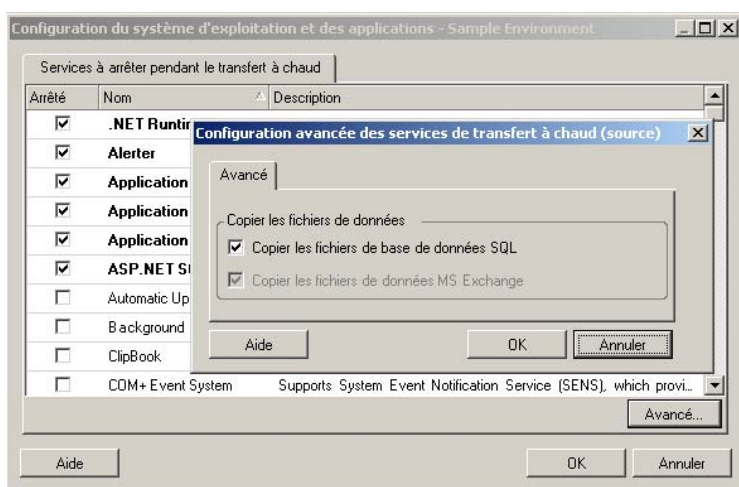 Configuration du système d'exploitation et des applications - Sample Environment
Services à arrêter pendant le transfert à chaud
Arrêté Nom Description
.NET
Configuration avancée des services de transfert à chaud (source)
Alerter
Avancé
Application
Copier les fichiers de données
Application
Copier les fichiers de base de données SQL
Application
ASP.NET
Copier les fichiers de données MS Exchange
Automatic
Background
Aide OK Annuler
ClipBook
COM+ Event System Supports System Event Notification Service (SENS), which
Avancé...
Aide OK Annuler